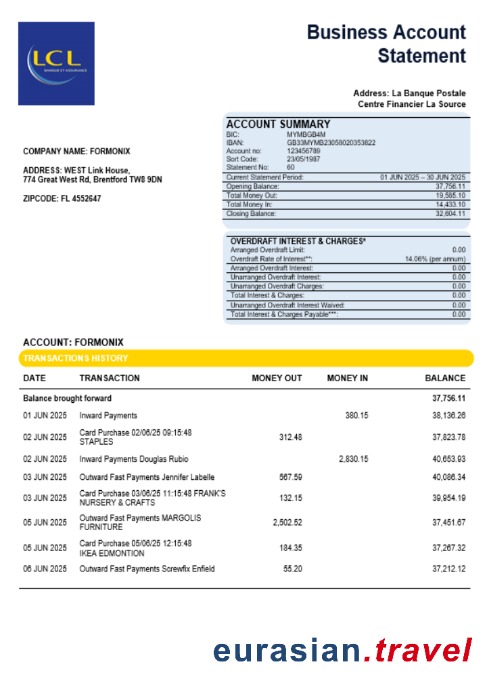 LCL
BANQUE ET ASSURANCE
Business Account
Statement
Address: La Banque Postale
Centre Financier La Source
COMPANY NAME: FORMONIX
ADDRESS: WEST Link House,
774 Great West Rd, Brentford TW8 9DN
ZIPCODE: FL 4552647
ACCOUNT SUMMARY
BIC: MYMBGB4M
IBAN: GB33MYMB23058020353822
Account no: 123456789
Sort Code: 23/05/1987
Statement No: 60
Current Statement Period: 01 JUN 2025 – 30 JUN 2025
Opening Balance: 37,756.11
Total Money Out: 19,585.10
Total Money In: 14,433.10
Closing Balance: 32,604.11
OVERDRAFT INTEREST & CHARGES*
Arranged Overdraft Limit: 0.00
Overdraft Rate of Interest**: 14.06% (per annum)
Arranged Overdraft Interest: 0.00
Unarranged Overdraft Interest: 0.00
Unarranged Overdraft Charges: 0.00
Total Interest & Charges: 0.00
Unarranged Overdraft Interest Waived: 0.00
Total Interest & Charges Payable***: 0.00
ACCOUNT: FORMONIX
TRANSACTIONS HISTORY
DATE TRANSACTION MONEY OUT MONEY IN BALANCE
Balance brought forward 37,756.11
01 JUN 2025 Inward Payments 380.15 38,136.26
02 JUN 2025 Card Purchase 02/06/25 09:15:48 STAPLES 312.48 37,823.78
02 JUN 2025 Inward Payments Douglas Rubio 2,830.15 40,653.93
03 JUN 2025 Outward Fast Payments Jennifer Labelle 567.59 40,086.34
03 JUN 2025 Card Purchase 03/06/25 11:15:48 FRANK'S NURSERY & CRAFTS 132.15 39,954.19
05 JUN 2025 Outward Fast Payments MARGOLIS FURNITURE 2,502.52 37,451.67
05 JUN 2025 Card Purchase 05/06/25 12:15:48 IKEA EDMONTION 184.35 37,267.32
06 JUN 2025 Outward Fast Payments Screwfix Enfield 55.20 37,212.12
eurasian.travel